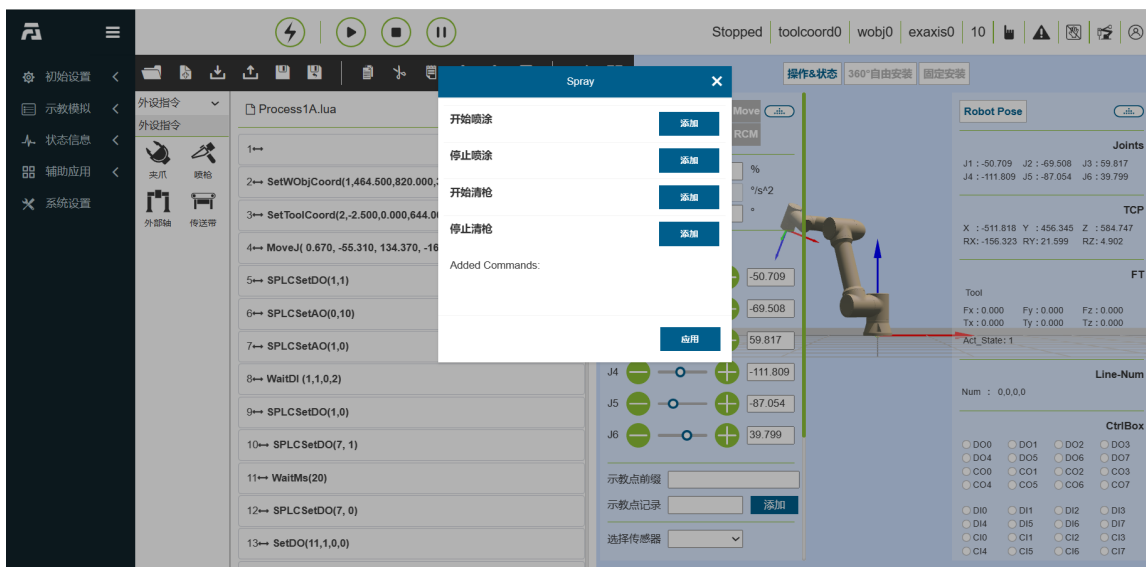 Stopped toolcoord0 wobj0 exaxis0 10
初始设置
示教模拟
状态信息
辅助应用
系统设置
外设指令
外设指令
夹爪 喷枪
外部轴 传送带
Process1A.lua
1
2 SetWObjCoord(1,464.500,820.000,
3 SetToolCoord(2,-2.500,0.000,644.0
4 MoveJ( 0.670, -55.310, 134.370, -16
5 SPLCSetDO(1,1)
6 SPLCSetAO(0,10)
7 SPLCSetAO(1,0)
8 WaitDI (1,1,0,2)
9 SPLCSetDO(1,0)
10 SPLCSetDO(7, 1)
11 WaitMs(20)
12 SPLCSetDO(7, 0)
13 SetDO(11,1,0,0)
Spray
开始喷涂 添加
停止喷涂 添加
开始清枪 添加
停止清枪 添加
Added Commands:
应用
操作&状态 360°自由安装 固定安装
Move
RCM
%
°/s^2
°
-50.709
-69.508
59.817
J4 -111.809
J5 -87.054
J6 39.799
示教点前缀
示教点记录 添加
选择传感器
Robot Pose
Joints
J1 : -50.709 J2 : -69.508 J3 : 59.817
J4 : -111.809 J5 : -87.054 J6 : 39.799
TCP
X : -511.818 Y : 456.345 Z : 584.747
RX: -156.323 RY: 21.599 RZ: 4.902
FT
Tool
Fx : 0.000 Fy : 0.000 Fz : 0.000
Tx : 0.000 Ty : 0.000 Tz : 0.000
Act_State: 1
Line-Num
Num : 0,0,0,0
CtrlBox
DO0 DO1 DO2 DO3
DO4 DO5 DO6 DO7
CO0 CO1 CO2 CO3
CO4 CO5 CO6 CO7
DI0 DI1 DI2 DI3
DI4 DI5 DI6 DI7
CI0 CI1 CI2 CI3
CI4 CI5 CI6 CI7